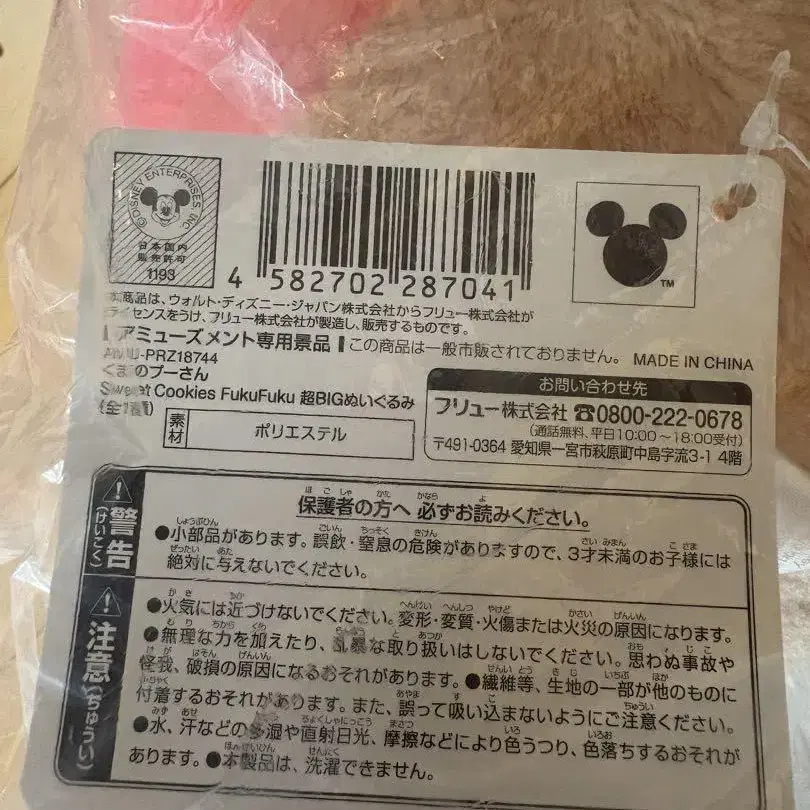 ©DISNEY ENTERPRISES, INC.
日本国内
販売許可
1193
4 582702 287041
TM
本商品は、ウォルト・ディズニー・ジャパン株式会社からフリュー株式会社が
ライセンスをうけ、フリュー株式会社が製造し、販売するものです。
アミューズメント専用景品 この商品は一般市販されておりません。 MADE IN CHINA
AMU-PRZ18744
くまのプーさん
Sweet Cookies FukuFuku 超BIGぬいぐるみ
(全1種)
素材 ポリエステル
お問い合わせ先
フリュー株式会社 ☎0800-222-0678
(通話無料、平日10:00~18:00受付)
〒491-0364 愛知県一宮市萩原町中島字流3-1 4階
警告
(けいこく)
保護者の方へ 必ずお読みください。
●小部品があります。誤飲・窒息の危険がありますので、3才未満のお子様には
絶対に与えないでください。
注意
(ちゅうい)
●火気には近づけないでください。変形・変質・火傷または火災の原因になります。
●無理な力を加えたり、乱暴な取り扱いはしないでください。思わぬ事故や
怪我、破損の原因になるおそれがあります。●繊維等、生地の一部が他のものに
付着するおそれがあります。また、誤って吸い込まないようにご注意ください。
●水、汗などの多湿や直射日光、摩擦などにより色うつり、色落ちするおそれが
あります。●本製品は、洗濯できません。